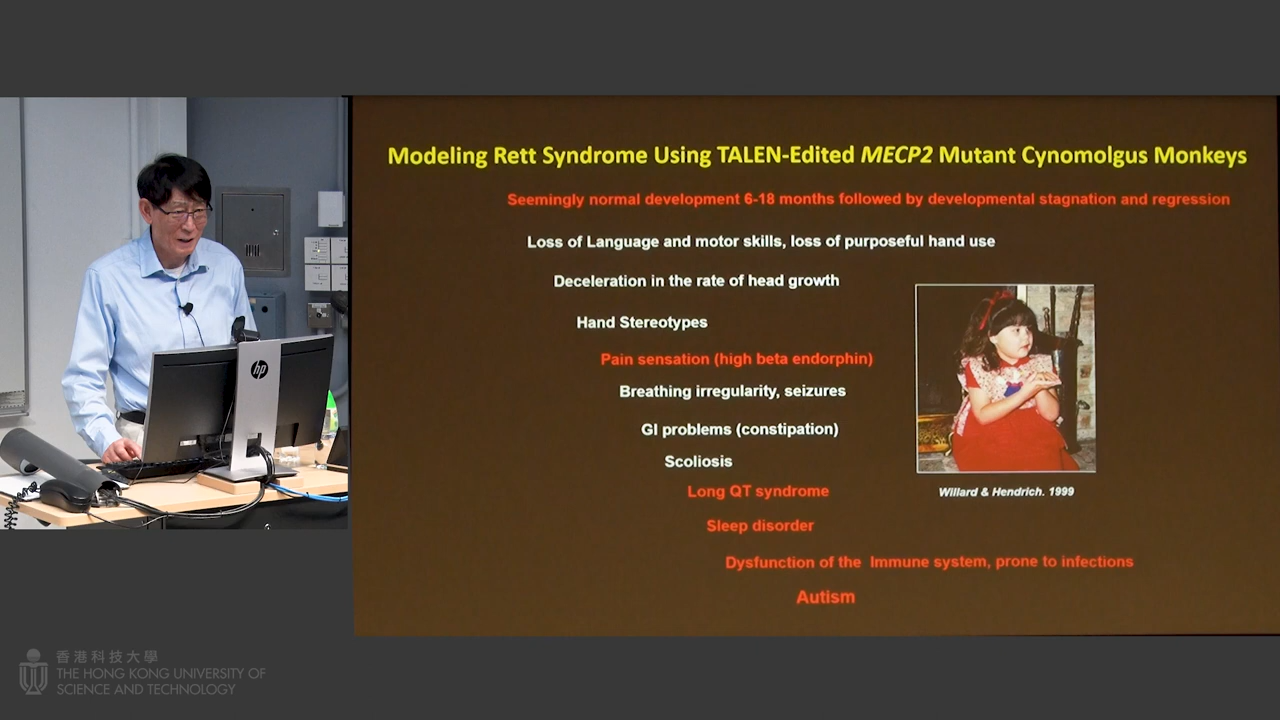 Modeling Rett Syndrome Using TALEN-Edited MECP2 Mutant Cynomolgus Monkeys
Seemingly normal development 6-18 months followed by developmental stagnation and regression
Loss of Language and motor skills, loss of purposeful hand use
Deceleration in the rate of head growth
Hand Stereotypes
Pain sensation (high beta endorphin)
Breathing irregularity, seizures
GI problems (constipation)
Scoliosis
Long QT syndrome
Sleep disorder
Dysfunction of the Immune system, prone to infections
Autism
Willard & Hendrich. 1999
hp
香港科技大學
THE HONG KONG UNIVERSITY OF
SCIENCE AND TECHNOLOGY